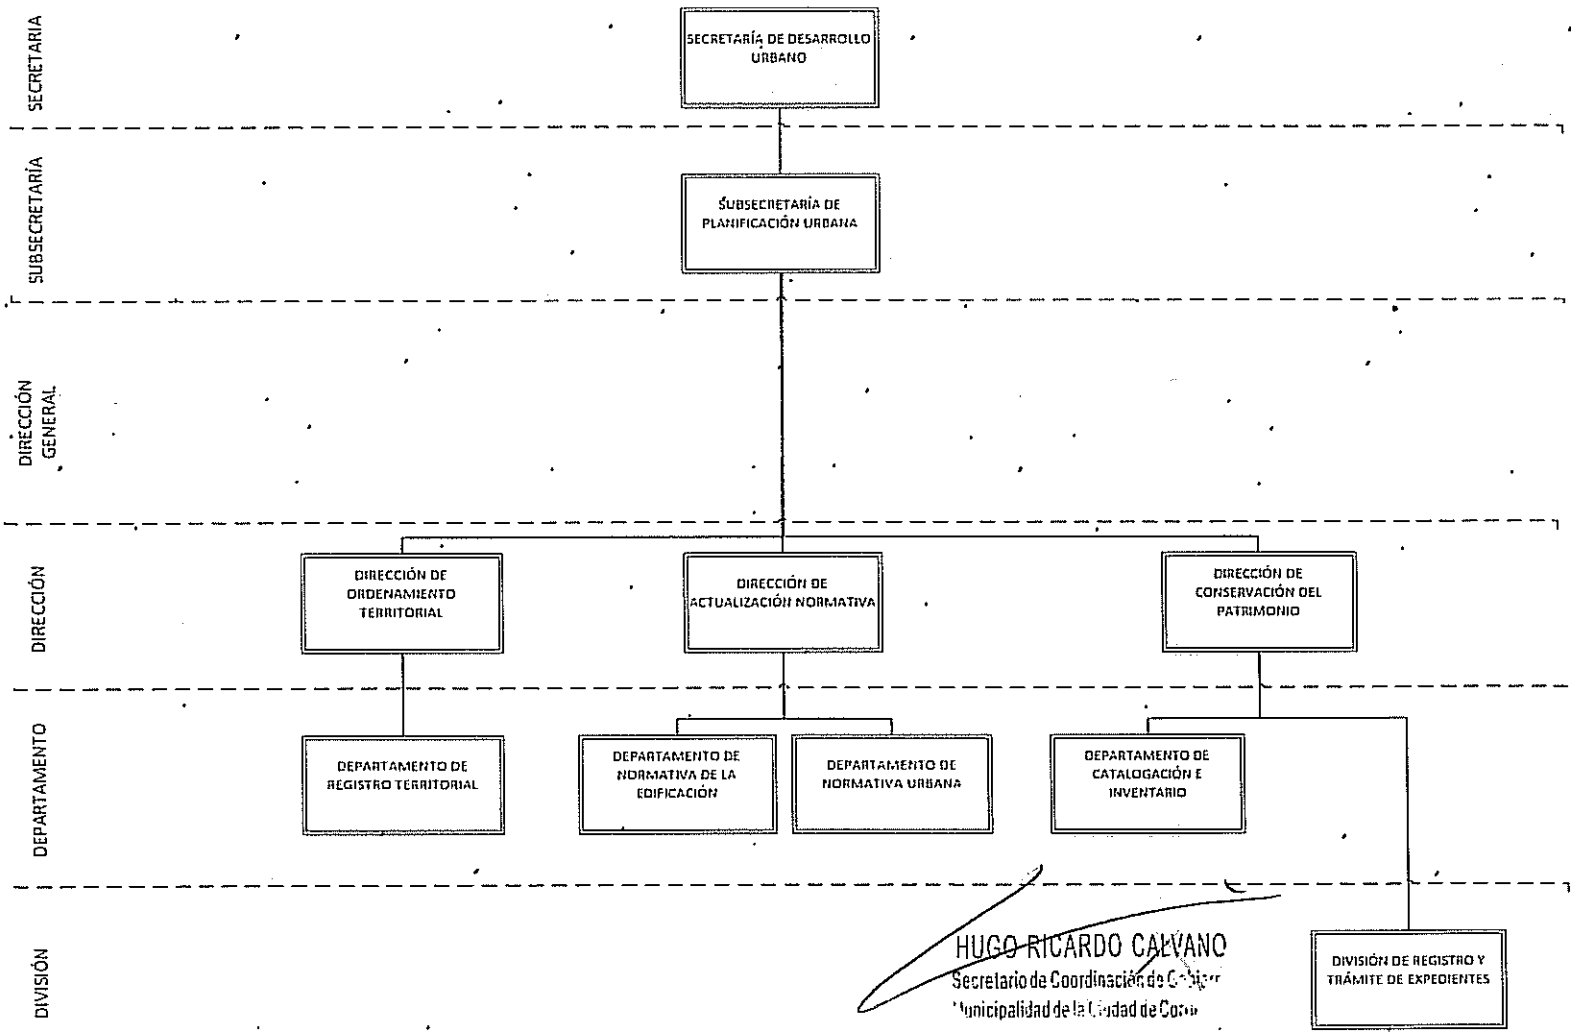 SECRETARIA
SECRETARÍA DE DESARROLLO
URBANO
SUBSECRETARÍA
SUBSECRETARÍA DE
PLANIFICACIÓN URBANA
DIRECCIÓN
GENERAL
DIRECCIÓN
DIRECCIÓN DE
ORDENAMIENTO
TERRITORIAL
DIRECCIÓN DE
ACTUALIZACIÓN NORMATIVA
DIRECCIÓN DE
CONSERVACIÓN DEL
PATRIMONIO
DEPARTAMENTO
DEPARTAMENTO DE
REGISTRO TERRITORIAL
DEPARTAMENTO DE
NORMATIVA DE LA
EDIFICACIÓN
DEPARTAMENTO DE
NORMATIVA URBANA
DEPARTAMENTO DE
CATALOGACIÓN E
INVENTARIO
DIVISIÓN
HUGO RICARDO CALVANO
Secretario de Coordinación de
Municipalidad de la Ciudad de
DIVISIÓN DE REGISTRO Y
TRÁMITE DE EXPEDIENTES